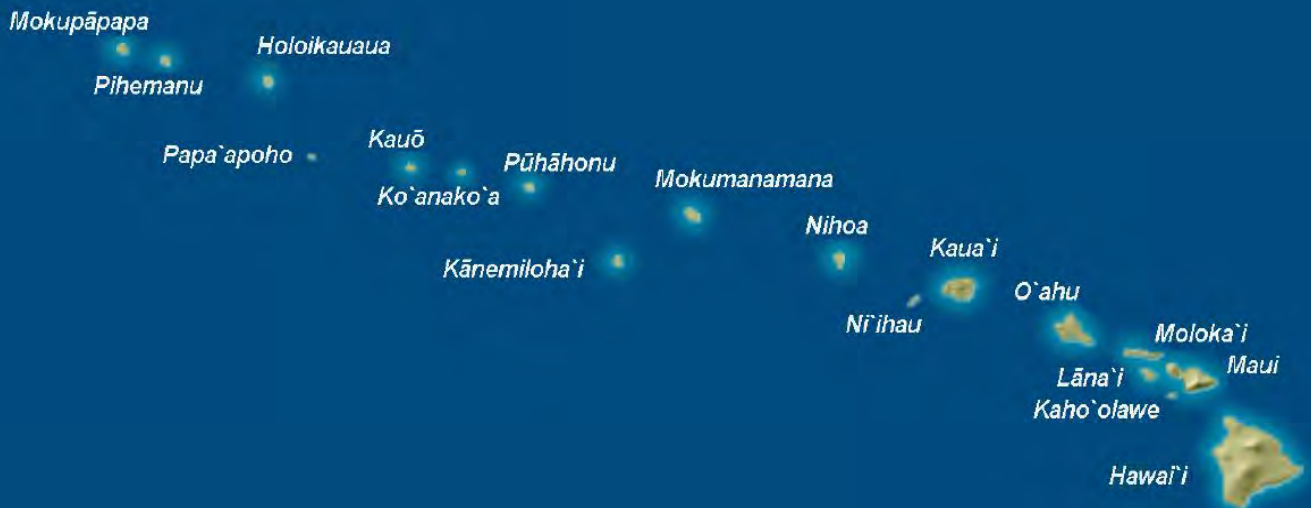 Mokupāpapa
Holoikauaua
Pihemanu
Kauō
Papa`apoho
Pūhāhonu
Ko`anako`a
Mokumanamana
Nihoa
Kānemiloha`i
Kaua`i
Ni`ihau
O`ahu
Moloka`i
Maui
Lāna`i
Kaho`olawe
Hawai`i